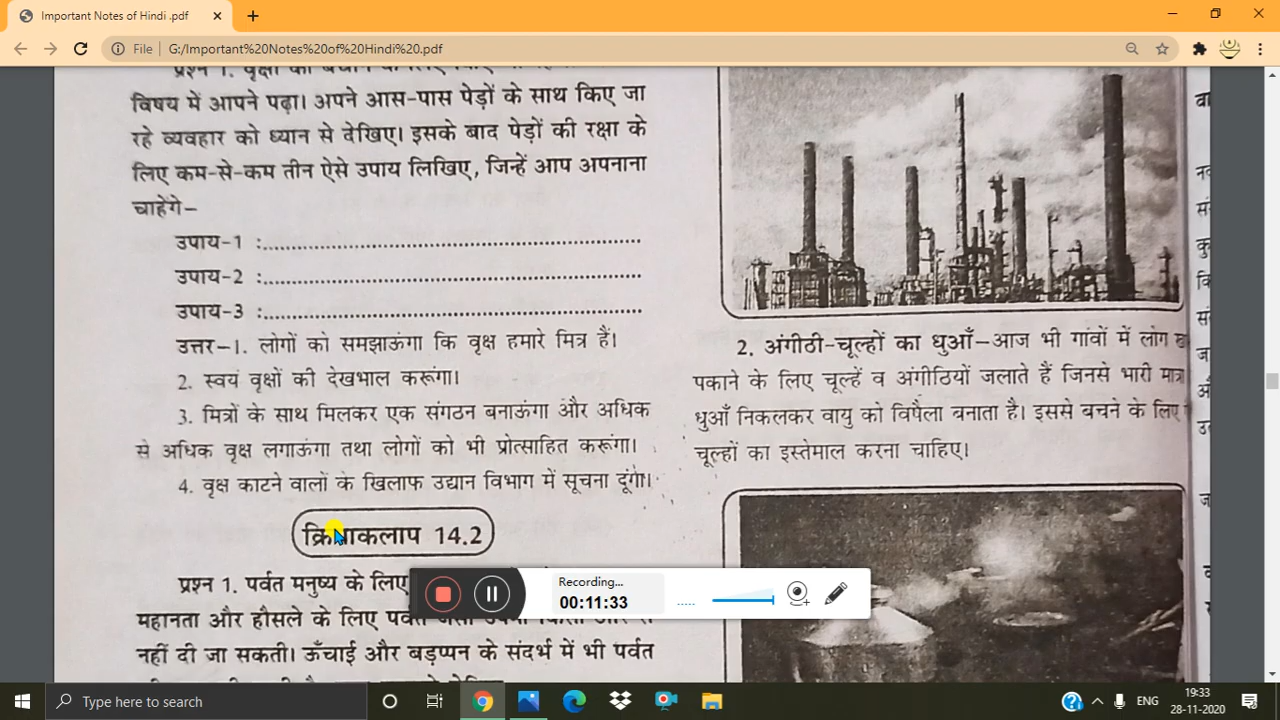 Important Notes of Hindi .pdf
File G:/Important%20Notes%20of%20Hindi%20.pdf
विषय में आपने पढ़ा। अपने आस-पास पेड़ों के साथ किए जा
रहे व्यवहार को ध्यान से देखिए। इसके बाद पेड़ों की रक्षा के
लिए कम-से-कम तीन ऐसे उपाय लिखिए, जिन्हें आप अपनाना
चाहेंगे–
उपाय-1 :..................................................................
उपाय-2 :..................................................................
उपाय-3 :..................................................................
उत्तर–1. लोगों को समझाऊंगा कि वृक्ष हमारे मित्र हैं।
2. स्वयं वृक्षों की देखभाल करूंगा।
3. मित्रों के साथ मिलकर एक संगठन बनाऊंगा और अधिक
से अधिक वृक्ष लगाऊंगा तथा लोगों को भी प्रोत्साहित करूंगा।
4. वृक्ष काटने वालों के खिलाफ उद्यान विभाग में सूचना दूंगा।
क्रियाकलाप 14.2
प्रश्न 1. पर्वत मनुष्य के लिए
महानता और हौसले के लिए
नहीं दी जा सकती। ऊँचाई और बड़प्पन के संदर्भ में भी पर्वत
2. अंगीठी-चूल्हों का धुआँ–आज भी गांवों में लोग
पकाने के लिए चूल्हें व अंगीठियों जलाते हैं जिनसे भारी मात्रा
धुआँ निकलकर वायु को विषैला बनाता है। इससे बचने के लिए
चूल्हों का इस्तेमाल करना चाहिए।
Recording...
00:11:33
Type here to search
ENG
19:33
28-11-2020